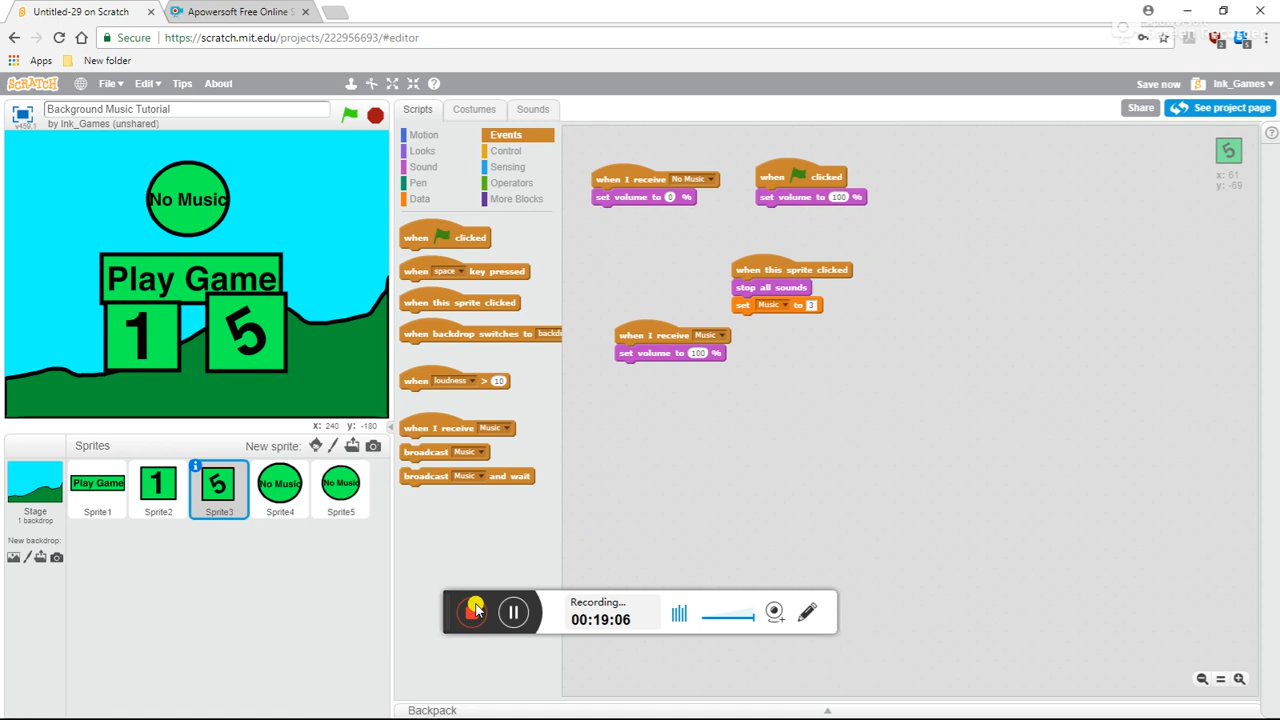 Untitled-29 on Scratch
Apowersoft Free Online S
Secure https://scratch.mit.edu/projects/222956693/#editor
Apps New folder
SCRATCH File Edit Tips About Save now Ink_Games
Background Music Tutorial
by Ink_Games (unshared)
v459.1
Scripts Costumes Sounds
Share See project page
Motion Events
Looks Control
Sound Sensing
Pen Operators
Data More Blocks
when clicked
when space key pressed
when this sprite clicked
when backdrop switches to backd
when loudness > 10
when I receive Music
broadcast Music
broadcast Music and wait
when I receive No Music
set volume to 0 %
when clicked
set volume to 100 %
when this sprite clicked
stop all sounds
set Music to 3
when I receive Music
set volume to 100 %
5
x: 61
y: -69
No Music
Play Game
1 5
x: 240 y: -180
Sprites New sprite:
Stage
1 backdrop
New backdrop:
Play Game
Sprite1
1
Sprite2
5
Sprite3
No Music
Sprite4
No Music
Sprite5
Recording...
00:19:06
Backpack